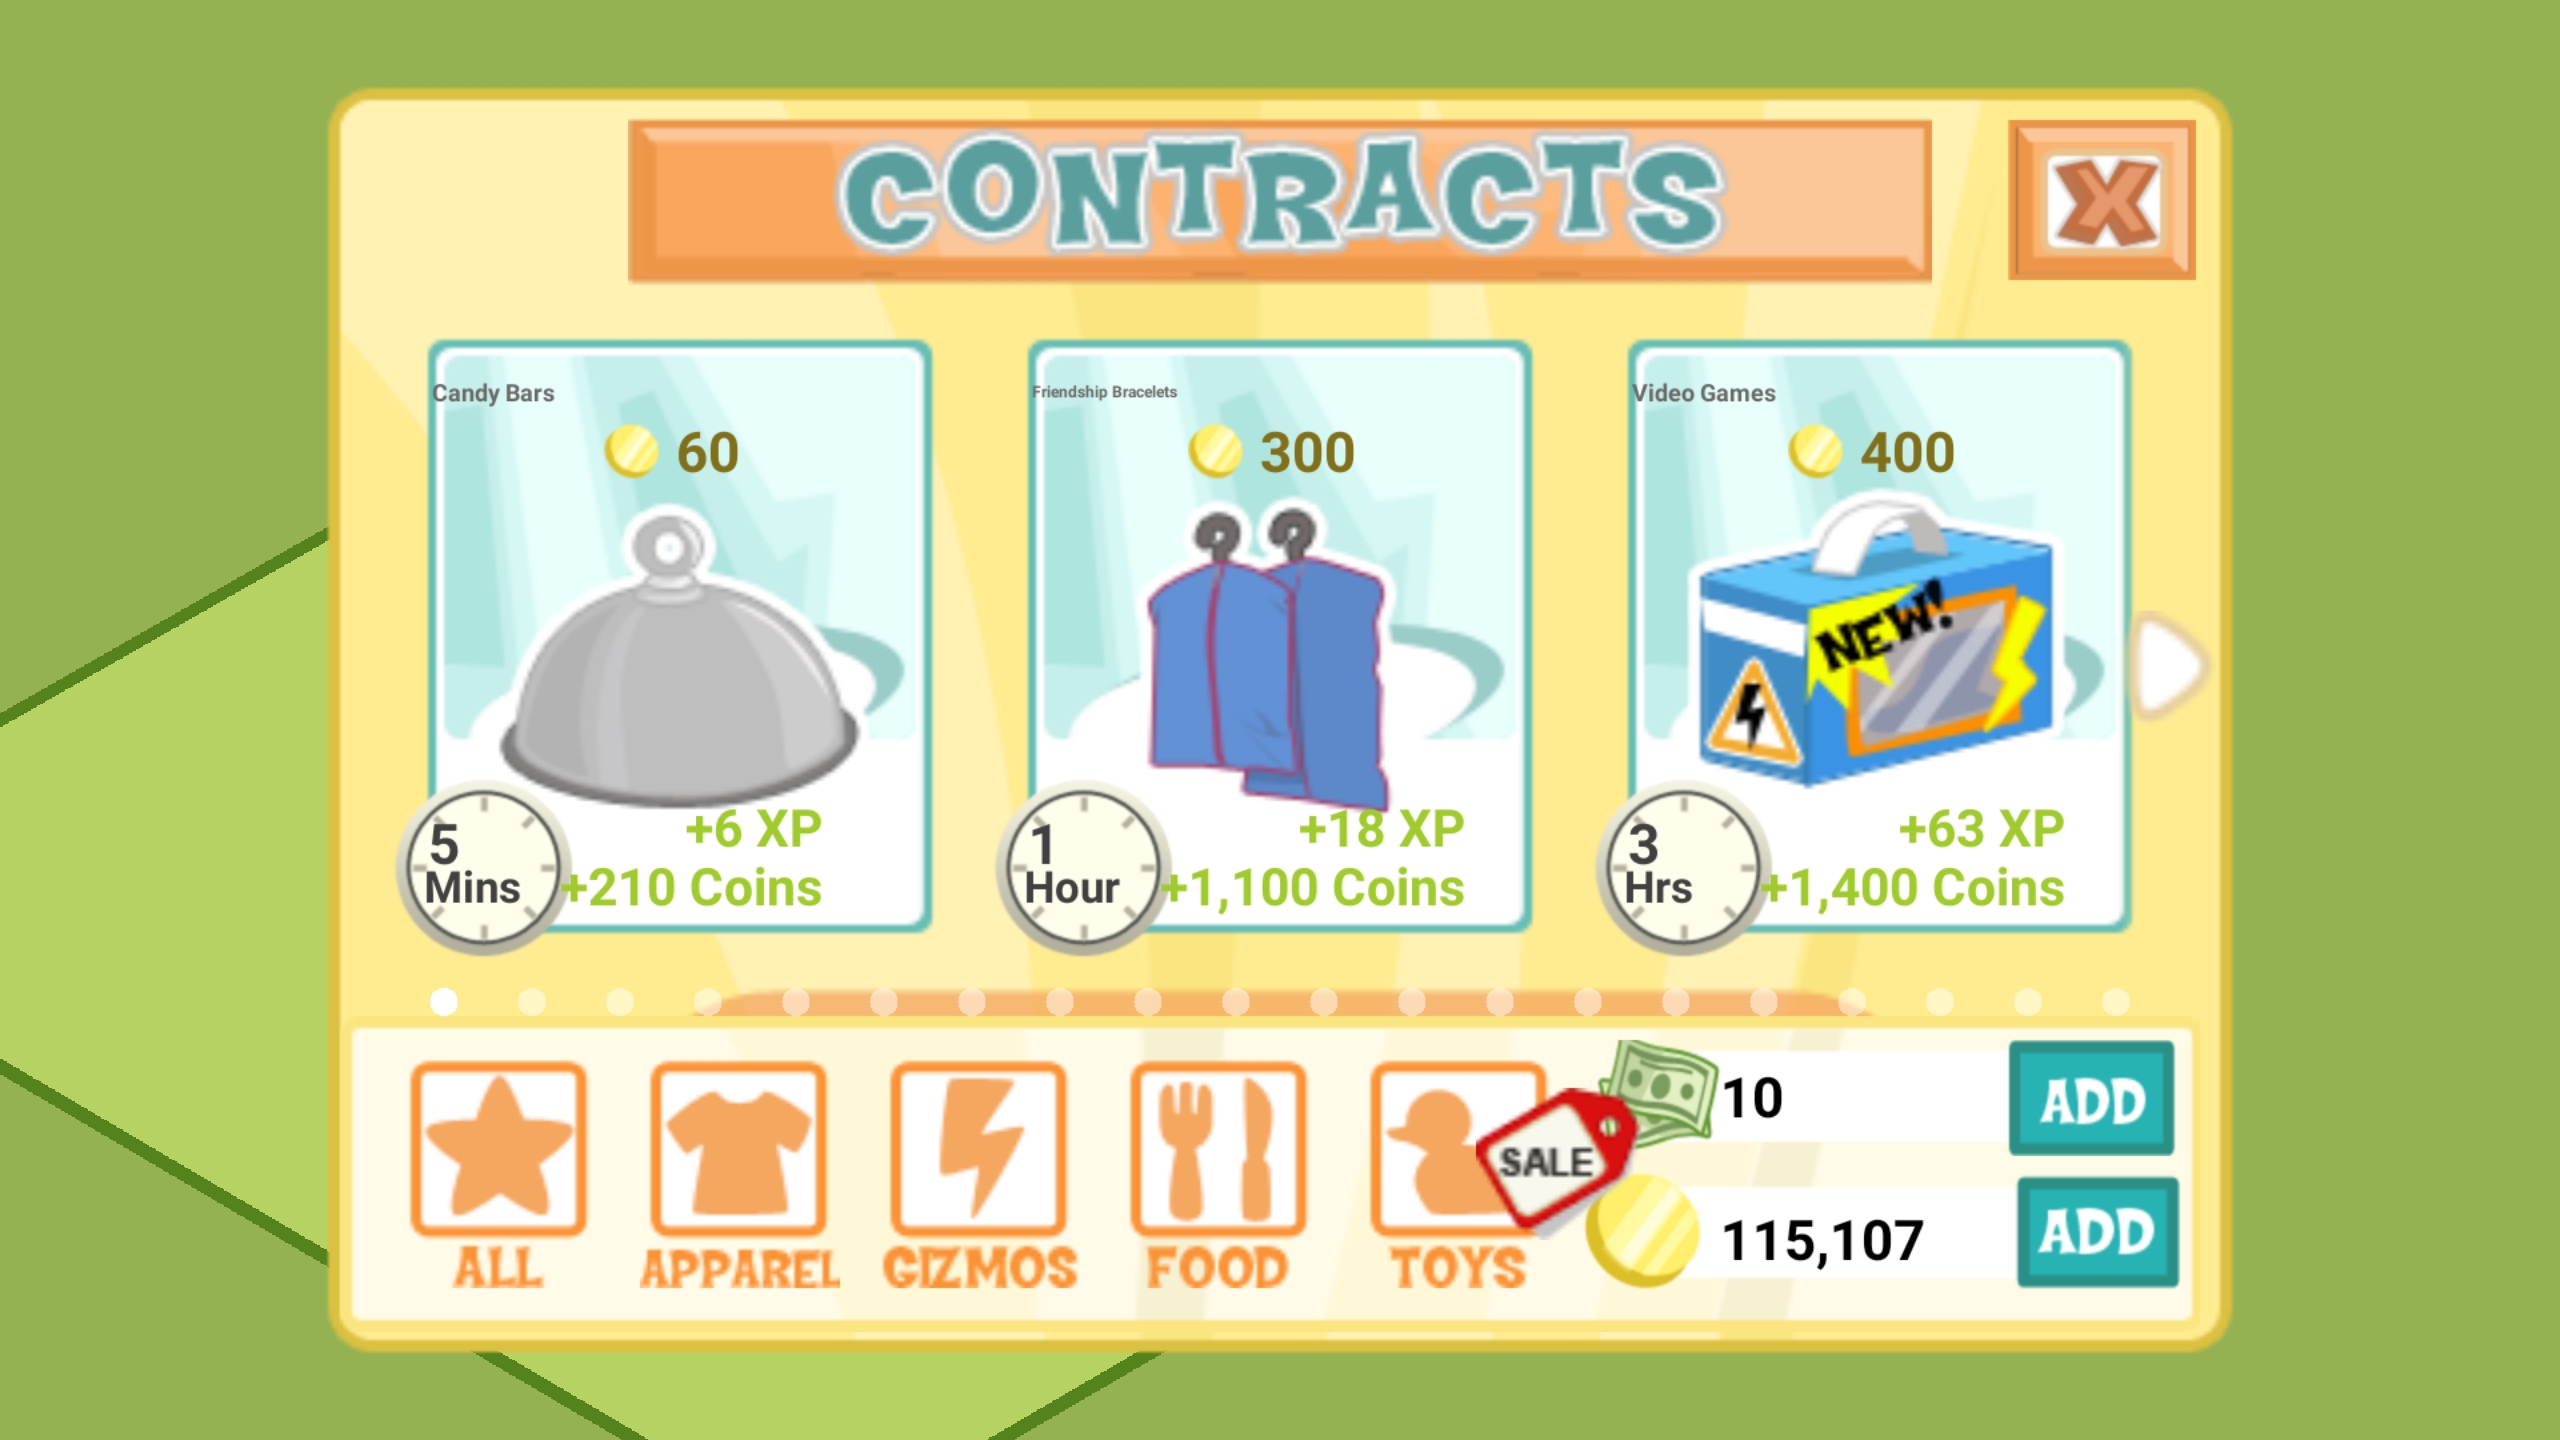 CONTRACTS
X
Candy Bars
60
5
Mins
+6 XP
+210 Coins
Friendship Bracelets
300
1
Hour
+18 XP
+1,100 Coins
Video Games
400
NEW!
3
Hrs
+63 XP
+1,400 Coins
ALL
APPAREL
GIZMOS
FOOD
TOYS
SALE
10
ADD
115,107
ADD